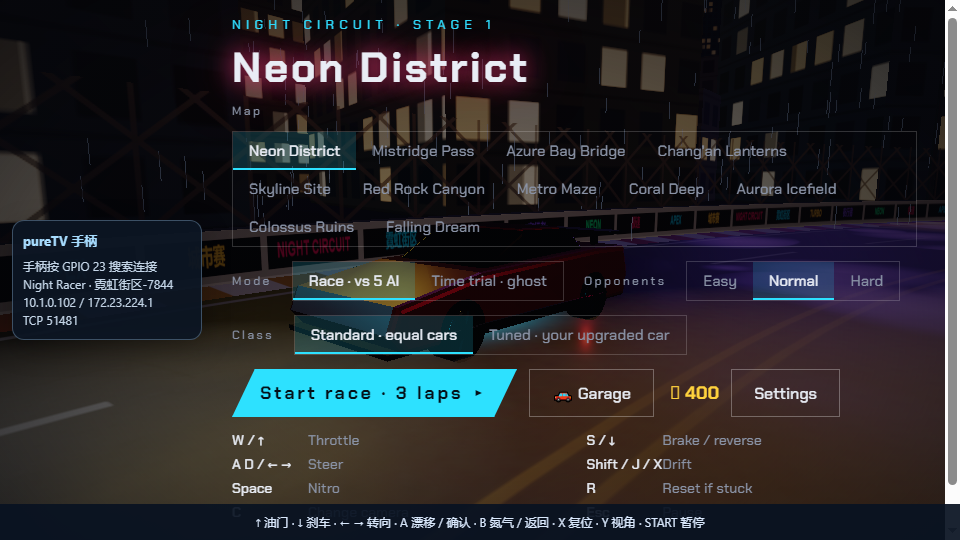 NIGHT CIRCUIT · STAGE 1
Neon District
Map
Neon District Mistridge Pass Azure Bay Bridge Chang'an Lanterns
Skyline Site Red Rock Canyon Metro Maze Coral Deep Aurora Icefield
Colossus Ruins Falling Dream
NIGHT CIRCUIT
pureTV 手柄
手柄按 GPIO 23 搜索连接
Night Racer · 霓虹街区-7844
10.1.0.102 / 172.23.224.1
TCP 51481
Mode Race · vs 5 AI Time trial · ghost Opponents Easy Normal Hard
Class Standard · equal cars Tuned · your upgraded car
Start race · 3 laps ▸ Garage 400 Settings
W / ↑ Throttle S / ↓ Brake / reverse
A D / ← → Steer Shift / J / X Drift
Space Nitro R Reset if stuck
↑ 油门 · ↓ 刹车 · ← → 转向 · A 漂移 / 确认 · B 氮气 / 返回 · X 复位 · Y 视角 · START 暂停